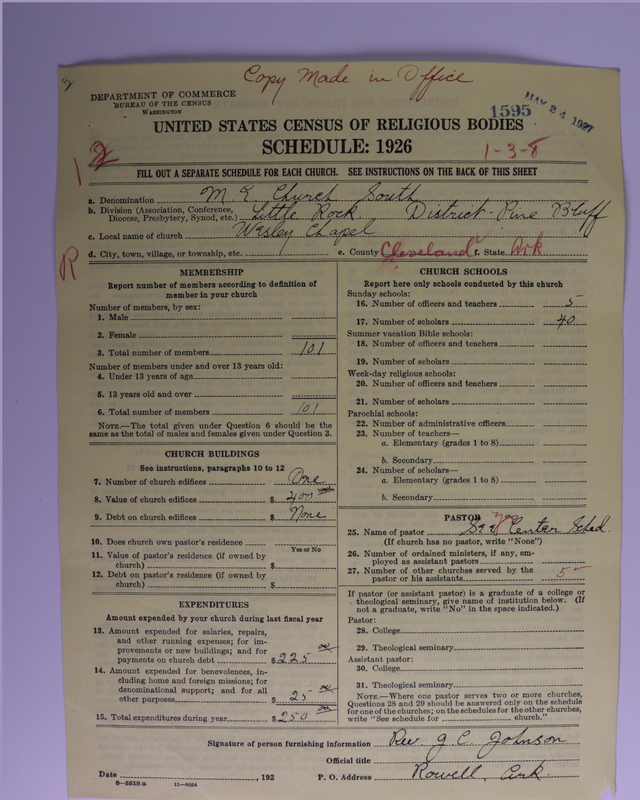 Copy Made in Office
DEPARTMENT OF COMMERCE
BUREAU OF THE CENSUS
WASHINGTON
1595 MAY 24 1927
UNITED STATES CENSUS OF RELIGIOUS BODIES
SCHEDULE: 1926
1-3-8
FILL OUT A SEPARATE SCHEDULE FOR EACH CHURCH. SEE INSTRUCTIONS ON THE BACK OF THIS SHEET
a. Denomination M. E. Church South
b. Division (Association, Conference, Diocese, Presbytery, Synod, etc.) Little Rock District-Pine Bluff
c. Local name of church Wesley Chapel
d. City, town, village, or township, etc. e. County Cleveland f. State Ark
R
MEMBERSHIP
Report number of members according to definition of
member in your church
Number of members, by sex:
1. Male
2. Female
3. Total number of members 101
Number of members under and over 13 years old:
4. Under 13 years of age
5. 13 years old and over
6. Total number of members 101
NOTE.—The total given under Question 6 should be the
same as the total of males and females given under Question 3.
CHURCH BUILDINGS
See instructions, paragraphs 10 to 12
7. Number of church edifices One
8. Value of church edifices $400
9. Debt on church edifices $None
10. Does church own pastor's residence
Yes or No
11. Value of pastor's residence (if owned by
church) $
12. Debt on pastor's residence (if owned by
church) $
EXPENDITURES
Amount expended by your church during last fiscal year
13. Amount expended for salaries, repairs,
and other running expenses; for im-
provements or new buildings; and for
payments on church debt $225
14. Amount expended for benevolences, in-
cluding home and foreign missions; for
denominational support; and for all
other purposes $25
15. Total expenditures during year $250
CHURCH SCHOOLS
Report here only schools conducted by this church
Sunday schools:
16. Number of officers and teachers 5
17. Number of scholars 40
Summer vacation Bible schools:
18. Number of officers and teachers
19. Number of scholars
Week-day religious schools:
20. Number of officers and teachers
21. Number of scholars
Parochial schools:
22. Number of administrative officers
23. Number of teachers—
a. Elementary (grades 1 to 8)
b. Secondary
24. Number of scholars—
a. Elementary (grades 1 to 8)
b. Secondary
PASTOR
25. Name of pastor See Center Sched.
(If church has no pastor, write "None")
26. Number of ordained ministers, if any, em-
ployed as assistant pastors
27. Number of other churches served by the
pastor or his assistants 5
If pastor (or assistant pastor) is a graduate of a college or
theological seminary, give name of institution below. (If
not a graduate, write "No" in the space indicated.)
Pastor:
28. College
29. Theological seminary
Assistant pastor:
30. College
31. Theological seminary
NOTE.—Where one pastor serves two or more churches,
Questions 28 and 29 should be answered only on the schedule
for one of the churches; on the schedules for the other churches,
write "See schedule for church."
Signature of person furnishing information Rev J. C. Johnson
Official title
Date , 192 P. O. Address Rowell, Ark.
8-5318a 11-9054